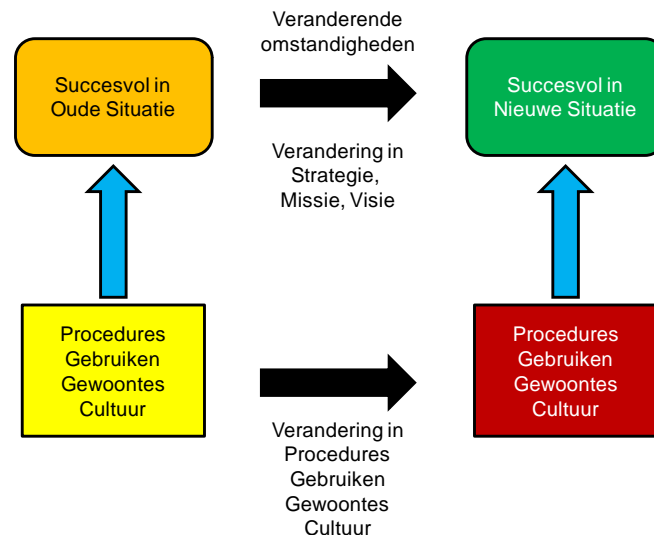 Veranderende
omstandigheden
Succesvol in
Oude Situatie
Succesvol in
Nieuwe Situatie
Verandering in
Strategie,
Missie, Visie
Procedures
Gebruiken
Gewoontes
Cultuur
Procedures
Gebruiken
Gewoontes
Cultuur
Verandering in
Procedures
Gebruiken
Gewoontes
Cultuur